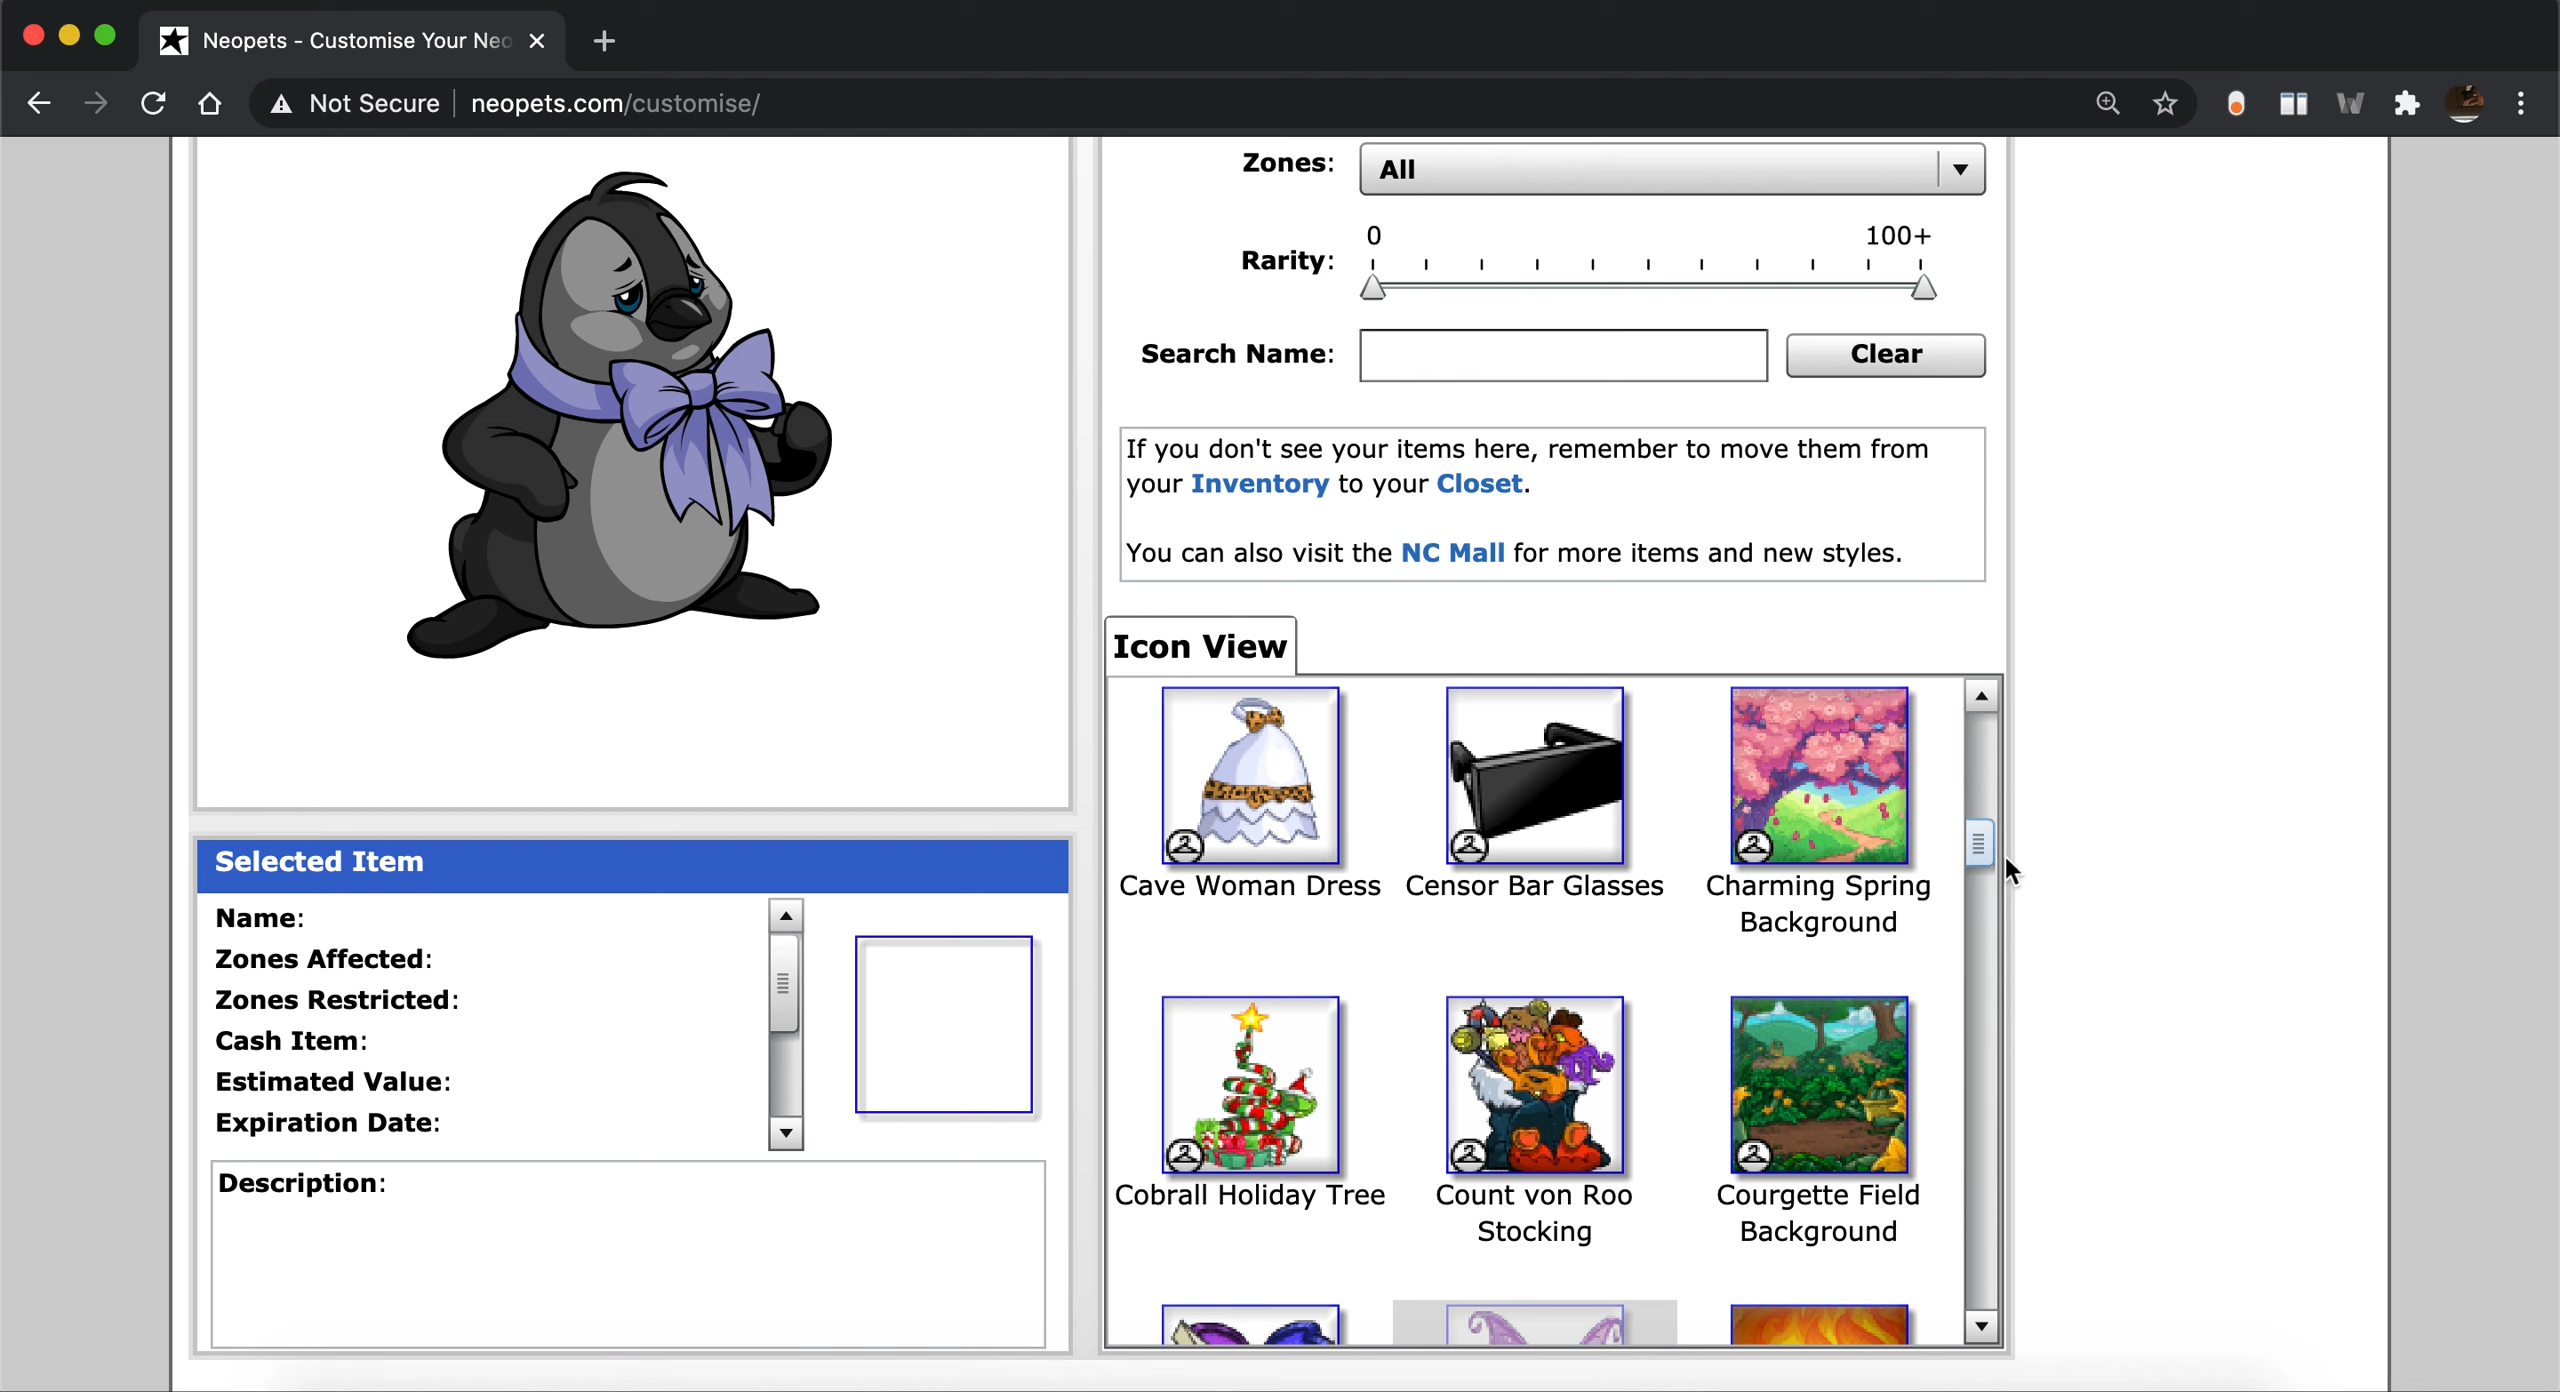 Neopets - Customise Your Neo
Not Secure
neopets.com/customise/
Zones:
All
0
100+
Rarity:
Search Name:
Clear
If you don't see your items here, remember to move them from
your Inventory to your Closet.
You can also visit the NC Mall for more items and new styles.
Icon View
Cave Woman Dress
Censor Bar Glasses
Charming Spring
Background
Cobrall Holiday Tree
Count von Roo
Stocking
Courgette Field
Background
Selected Item
Name:
Zones Affected:
Zones Restricted:
Cash Item:
Estimated Value:
Expiration Date:
Description: